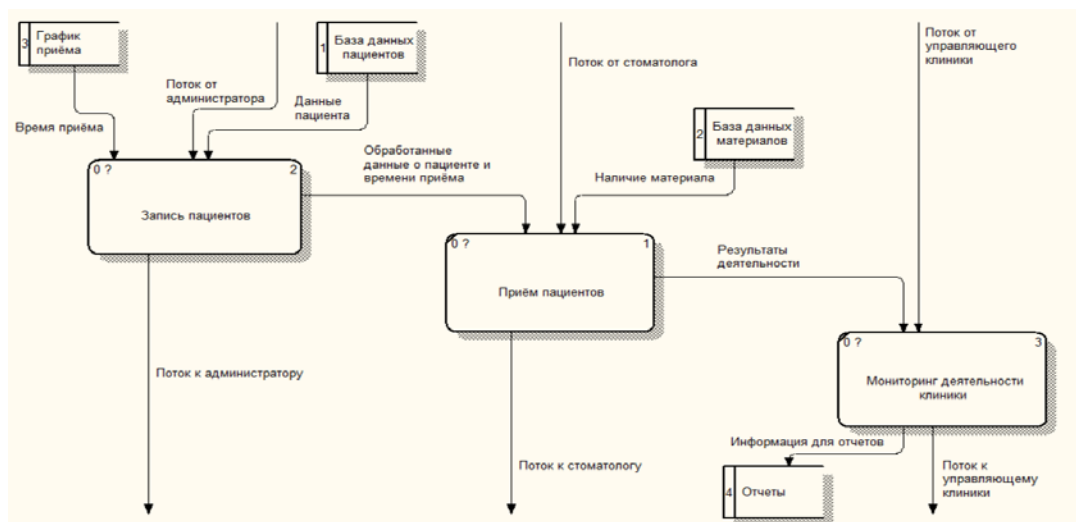 3
График
приёма
1
База данных
пациентов
Поток от
администратора
Данные
пациента
Поток от стоматолога
Поток от
управляющего
клиники
Время приёма
Обработанные
данные о пациенте и
времени приёма
2
База данных
материалов
Наличие материала
0 ?
2
Запись пациентов
0 ?
1
Приём пациентов
Результаты
деятельности
0 ?
3
Мониторинг деятельности
клиники
Поток к администратору
Поток к стоматологу
Информация для отчетов
4
Отчеты
Поток к
управляющему
клиники